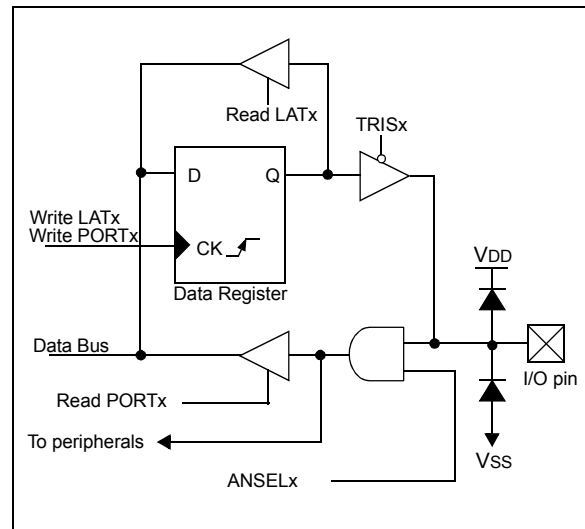 Read LATx
TRISx
D Q
Write LATx
Write PORTx
CK
Data Register
VDD
Data Bus
I/O pin
Read PORTx
To peripherals
VSS
ANSELx